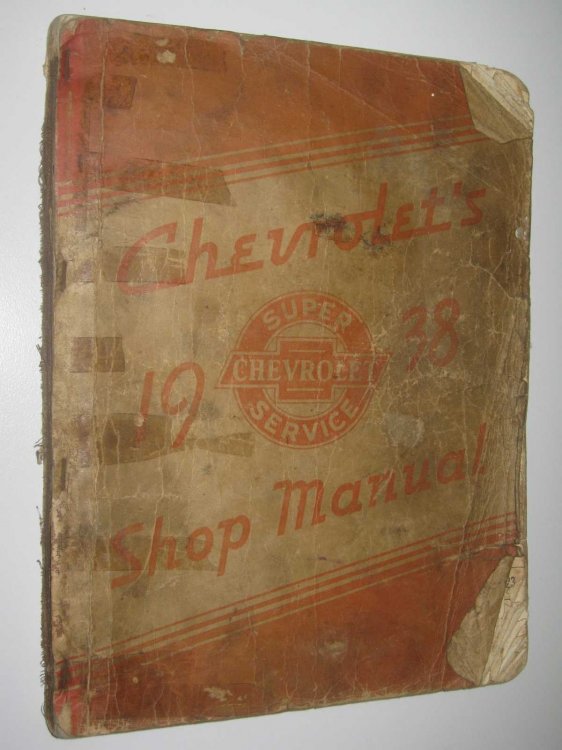 Chevrolet's
SUPER
19 CHEVROLET 38
SERVICE
Shop Manual